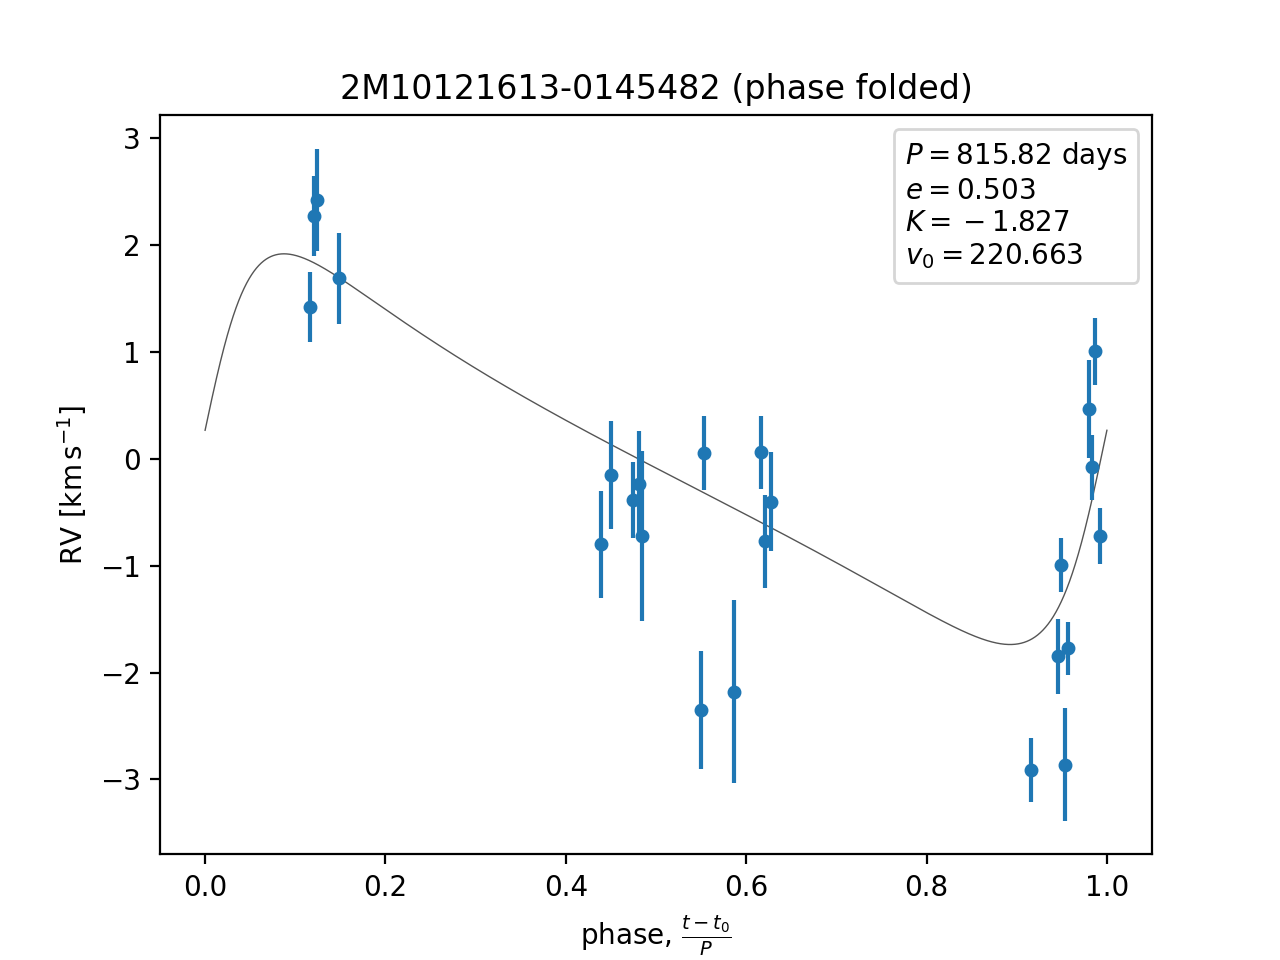 2M10121613-0145482 (phase folded)
P = 815.82 days
e = 0.503
K = −1.827
v₀ = 220.663
3
2
1
0
−1
−2
−3
RV [km s⁻¹]
0.0 0.2 0.4 0.6 0.8 1.0
phase, (t − t₀)/P